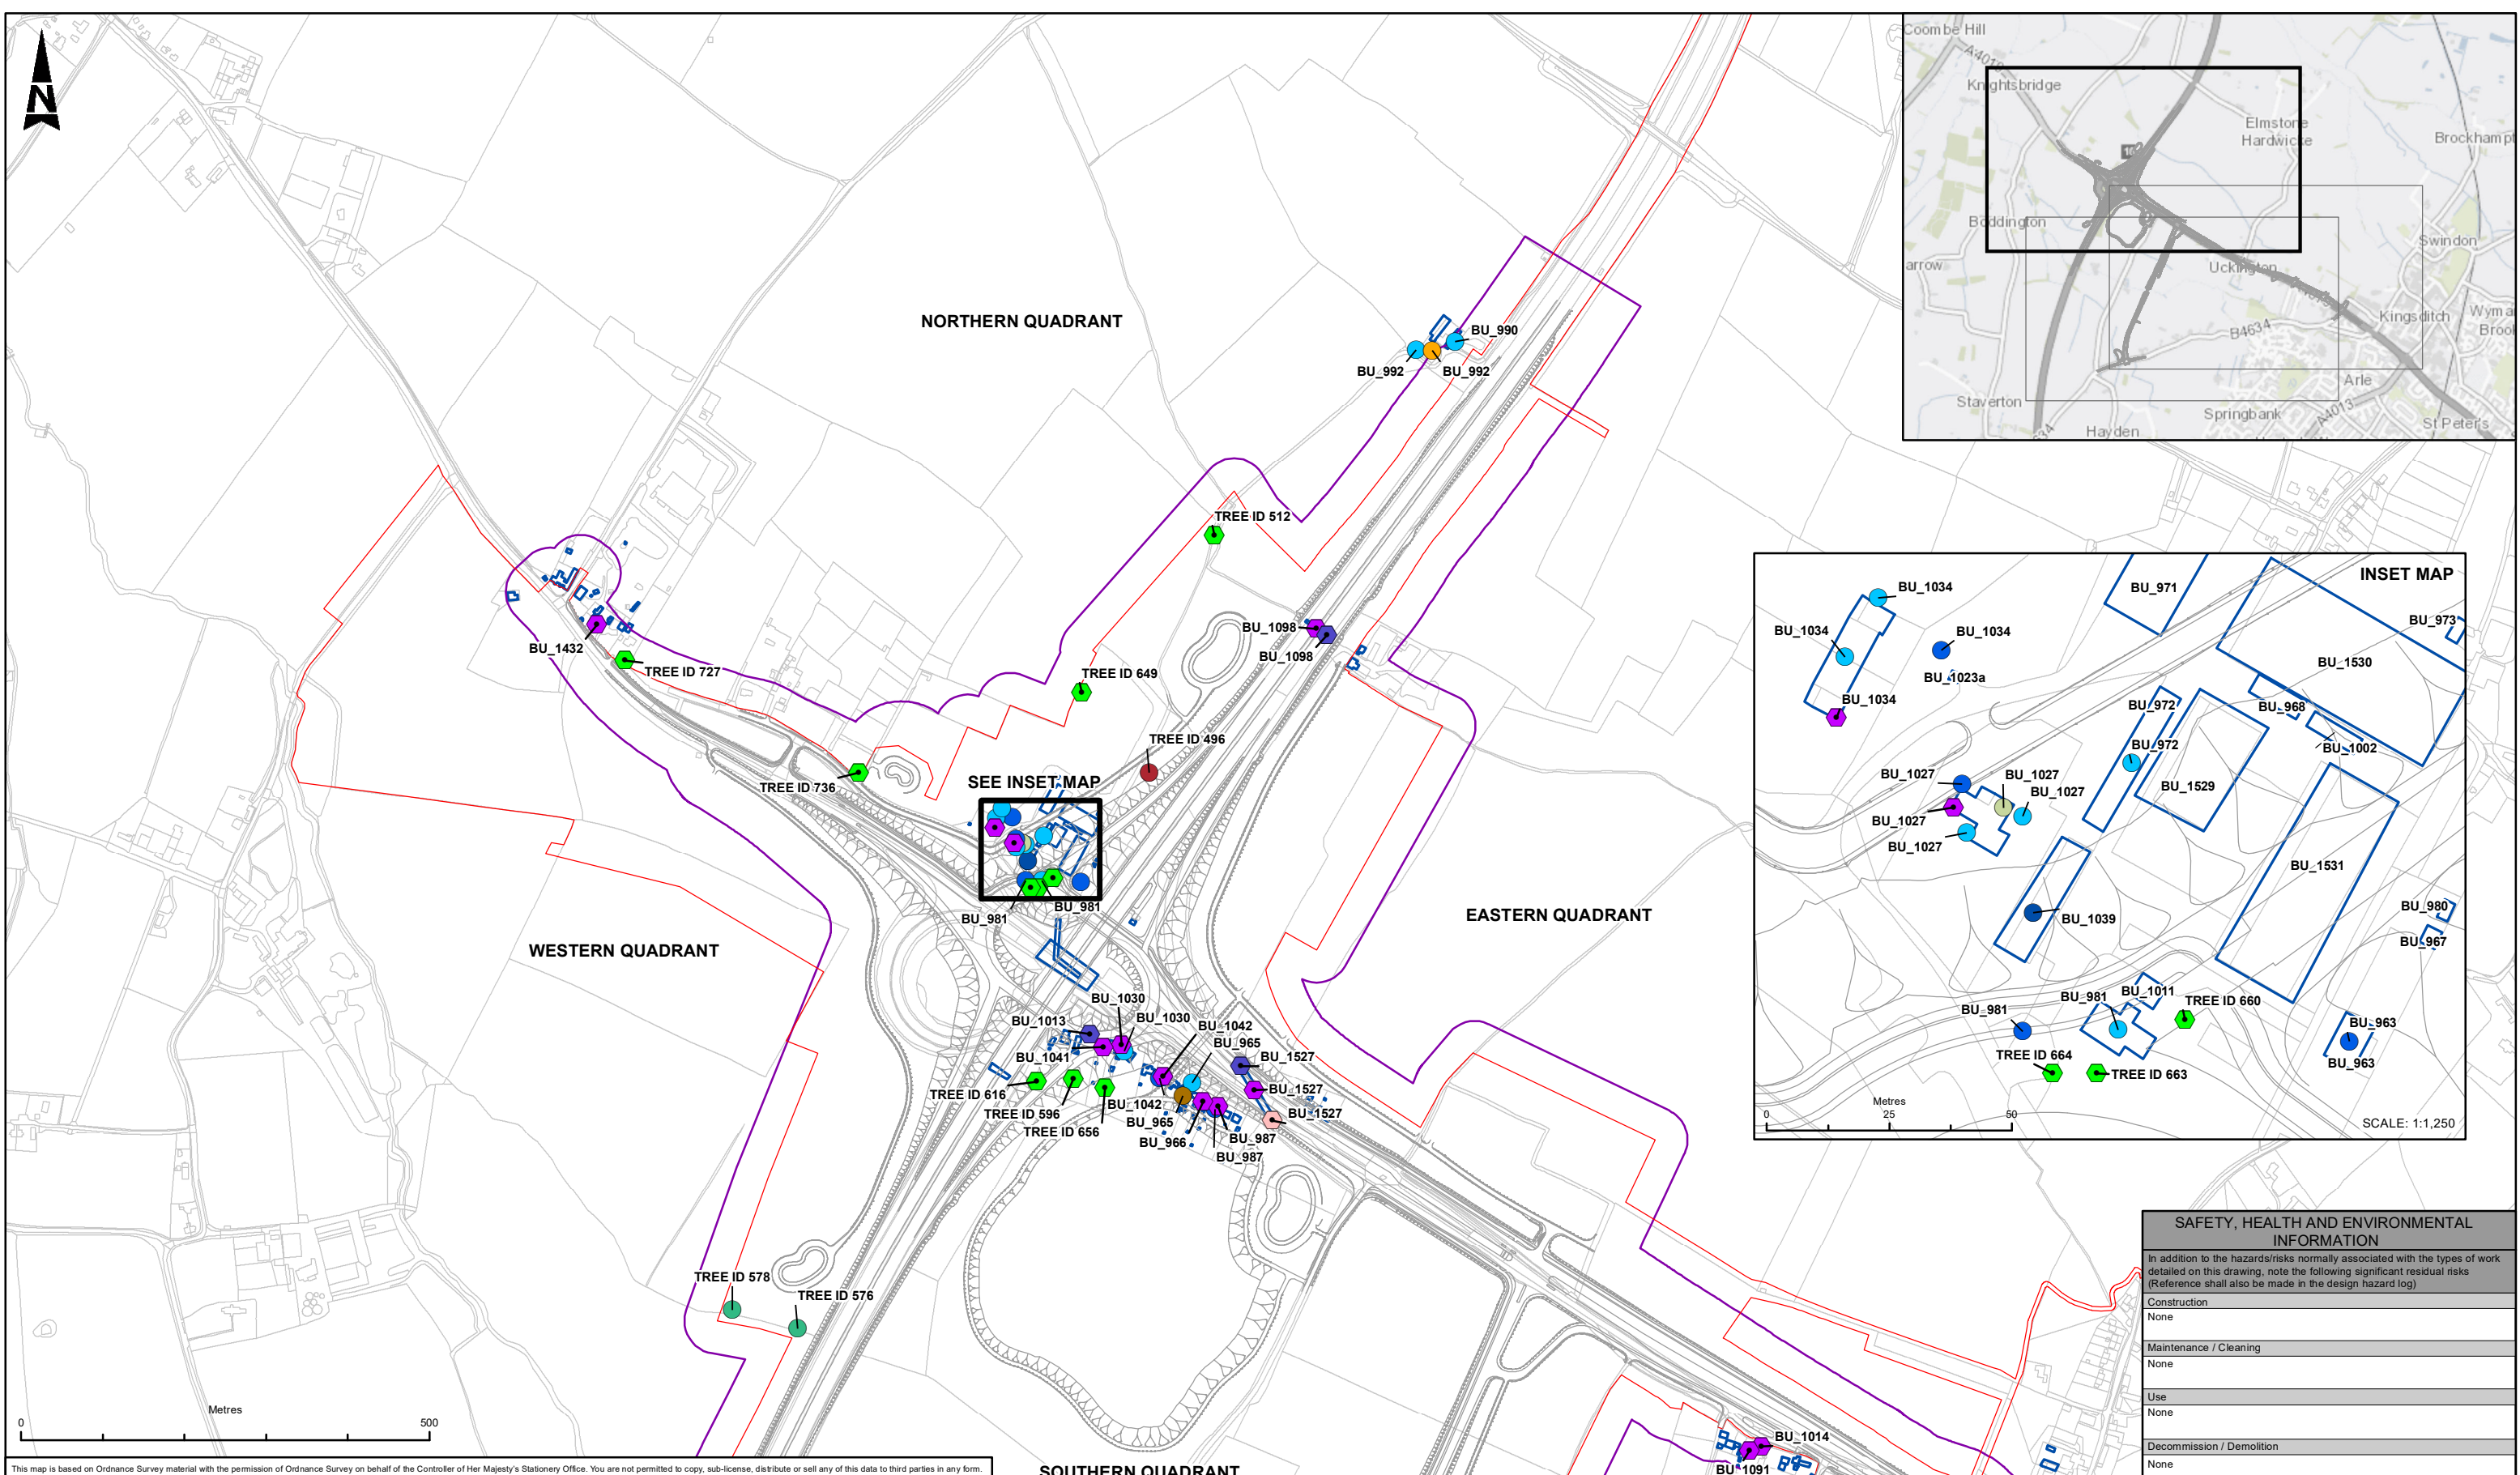 N
NORTHERN QUADRANT
BU_990
BU_992
BU_992
TREE ID 512
BU_1432
TREE ID 727
BU_1098
BU_1098
TREE ID 649
TREE ID 496
TREE ID 736
SEE INSET MAP
BU_981
BU_981
WESTERN QUADRANT
EASTERN QUADRANT
BU_1030
BU_1013
BU_1030
BU_1042
BU_965
BU_1041
BU_1527
BU_1527
BU_1527
TREE ID 616
TREE ID 596
TREE ID 656
BU_1042
BU_965
BU_966
BU_987
BU_987
TREE ID 578
TREE ID 576
Metres
0
500
BU_1014
BU_1091
SOUTHERN QUADRANT
Coombe Hill
A4019
Knightsbridge
Elmstone
Hardwicke
Brockhampt
10
Boddington
Swindon
arrow
Uckington
A4019
Kingsditch
Wyma
Brook
B4634
Arle
Staverton
Springbank
A4013
St Peter's
Hayden
634
INSET MAP
BU_971
BU_1034
BU_973
BU_1034
BU_1034
BU_1530
BU_1023a
BU_1034
BU_972
BU_968
BU_972
BU_1002
BU_1027
BU_1027
BU_1529
BU_1027
BU_1027
BU_1027
BU_1531
BU_980
BU_1039
BU_967
BU_1011
BU_981
TREE ID 660
BU_981
BU_963
TREE ID 664
BU_963
TREE ID 663
Metres
0
25
50
SCALE: 1:1,250
SAFETY, HEALTH AND ENVIRONMENTAL
INFORMATION
In addition to the hazards/risks normally associated with the types of work
detailed on this drawing, note the following significant residual risks
(Reference shall also be made in the design hazard log)
Construction
None
Maintenance / Cleaning
None
Use
None
Decommission / Demolition
None
This map is based on Ordnance Survey material with the permission of Ordnance Survey on behalf of the Controller of Her Majesty's Stationery Office. You are not permitted to copy, sub-license, distribute or sell any of this data to third parties in any form.